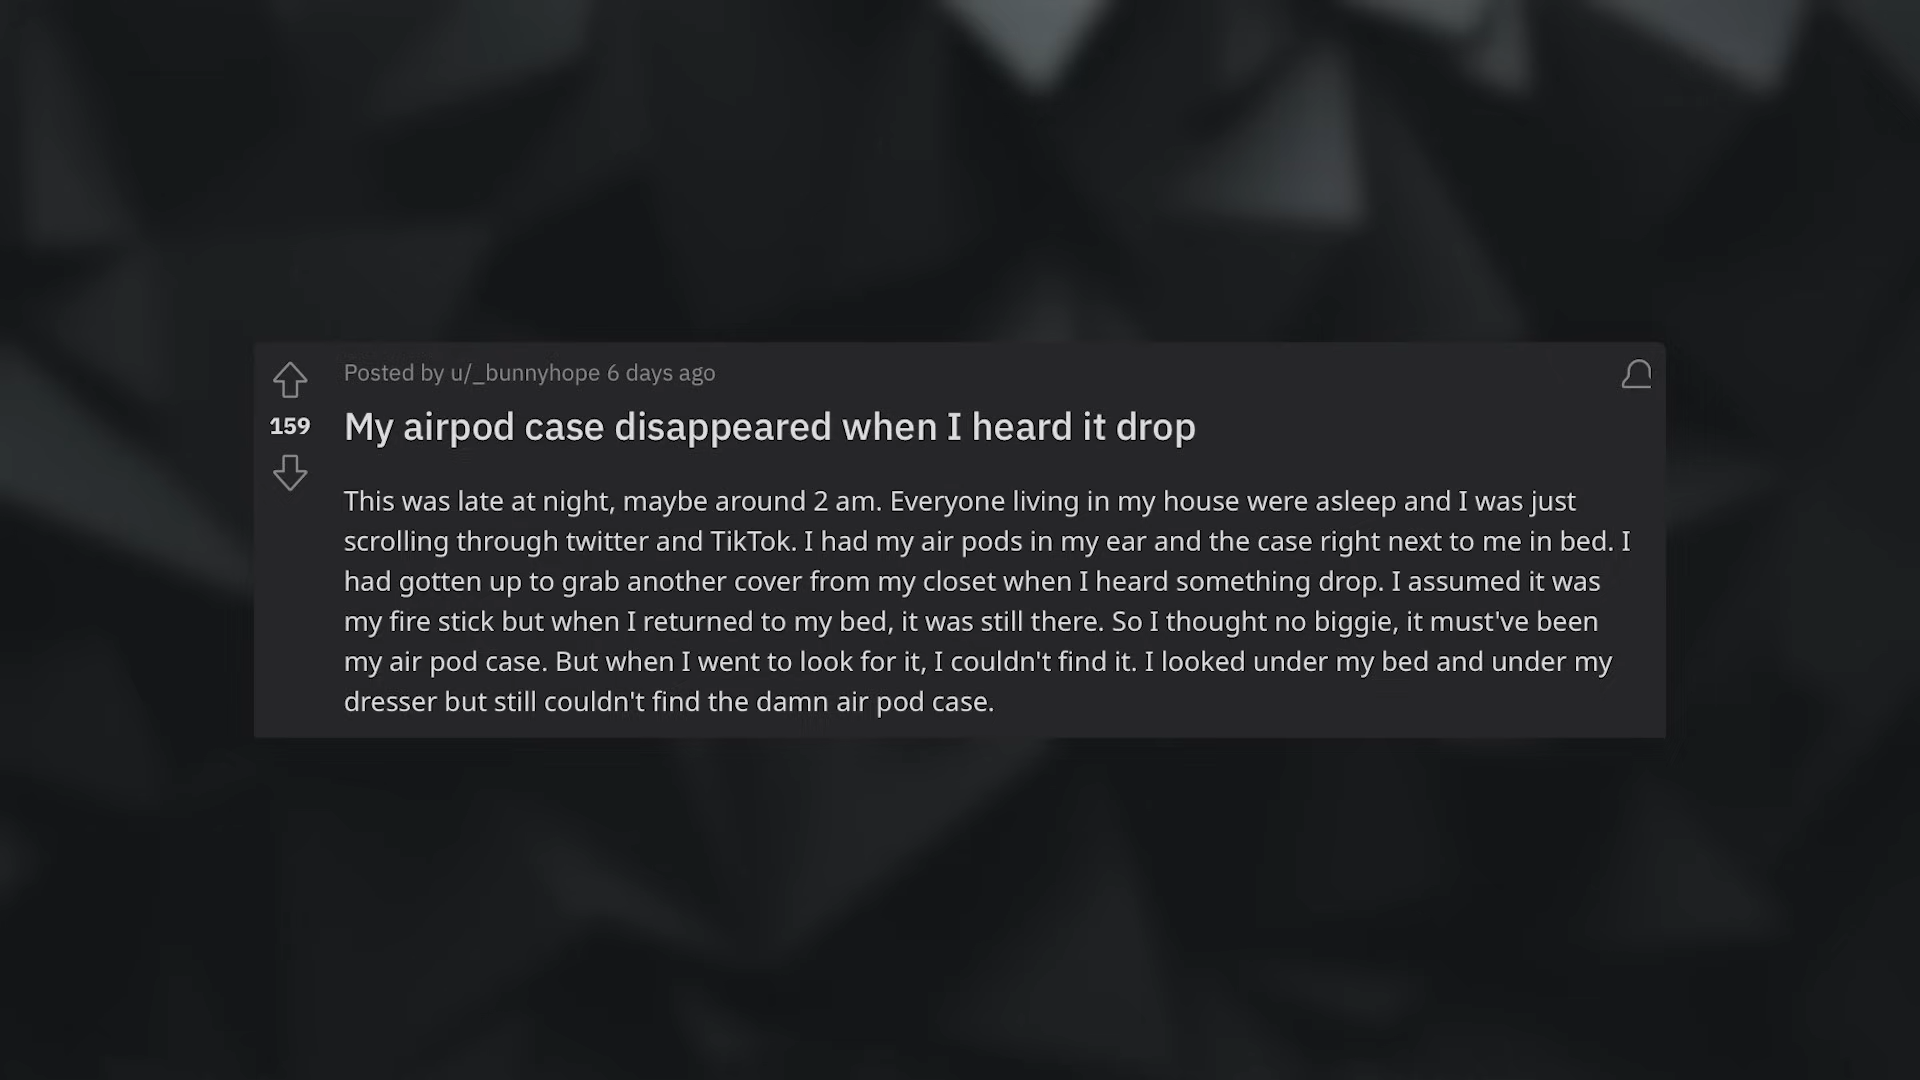 Posted by u/_bunnyhope 6 days ago
159
My airpod case disappeared when I heard it drop
This was late at night, maybe around 2 am. Everyone living in my house were asleep and I was just
scrolling through twitter and TikTok. I had my air pods in my ear and the case right next to me in bed. I
had gotten up to grab another cover from my closet when I heard something drop. I assumed it was
my fire stick but when I returned to my bed, it was still there. So I thought no biggie, it must've been
my air pod case. But when I went to look for it, I couldn't find it. I looked under my bed and under my
dresser but still couldn't find the damn air pod case.